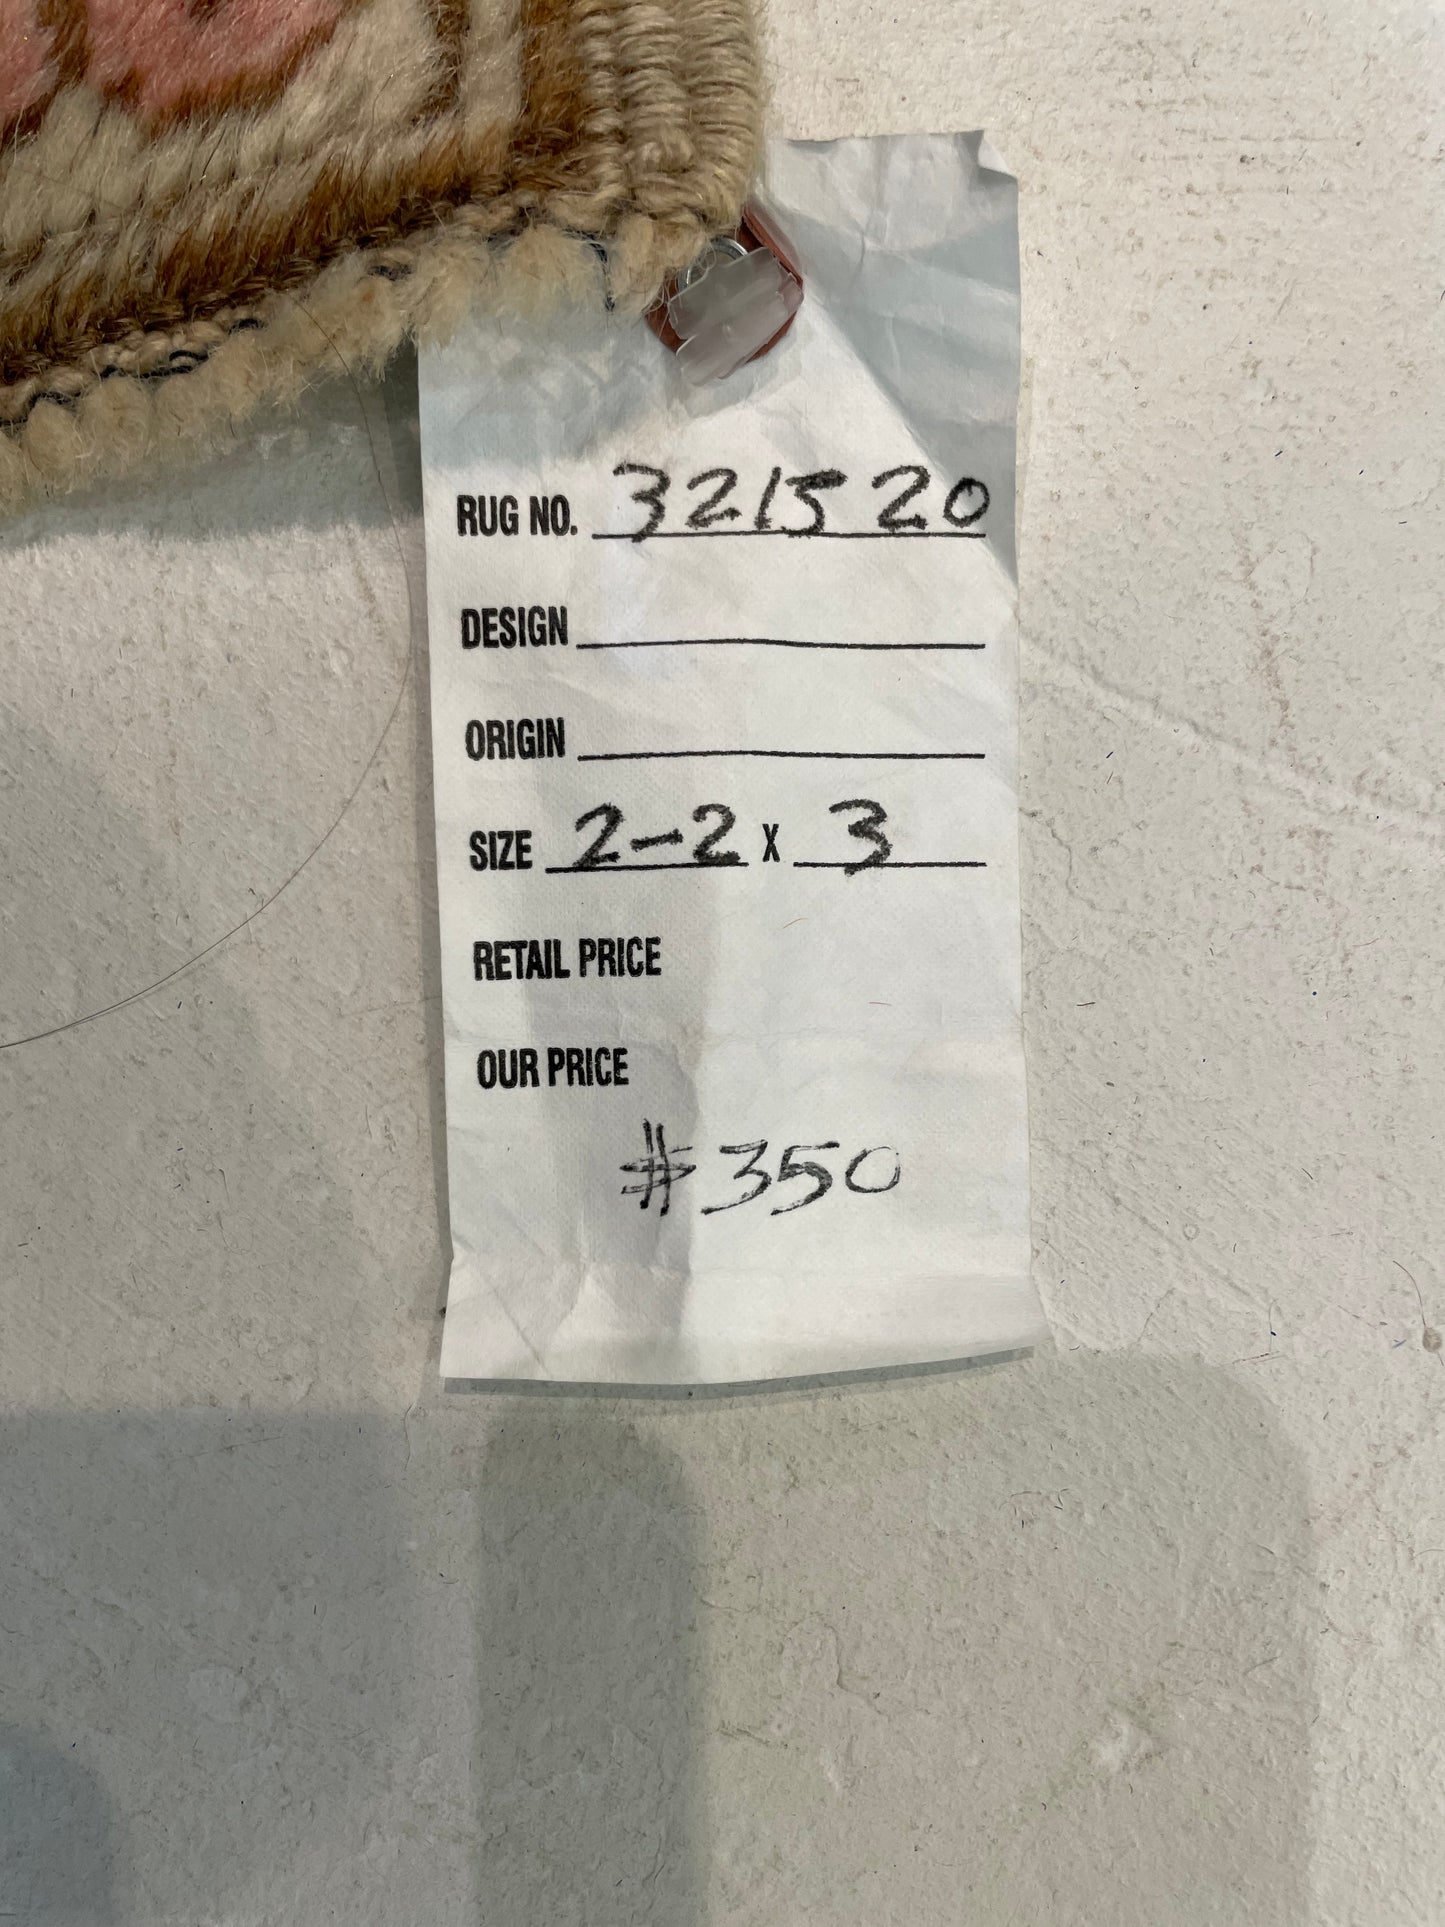 RUG NO. 321520
DESIGN
ORIGIN
SIZE 2-2 X 3
RETAIL PRICE
OUR PRICE
#350